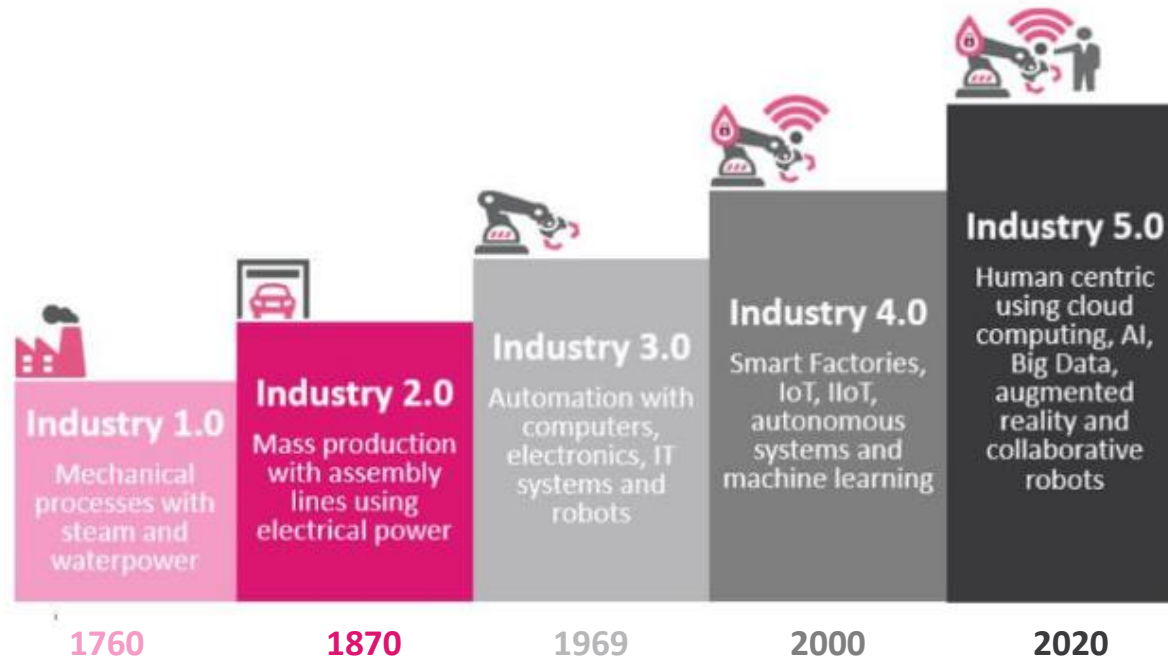 Industry 1.0
Mechanical
processes with
steam and
waterpower
Industry 2.0
Mass production
with assembly
lines using
electrical power
Industry 3.0
Automation with
computers,
electronics, IT
systems and
robots
Industry 4.0
Smart Factories,
IoT, IIoT,
autonomous
systems and
machine learning
Industry 5.0
Human centric
using cloud
computing, AI,
Big Data,
augmented
reality and
collaborative
robots
1760
1870
1969
2000
2020